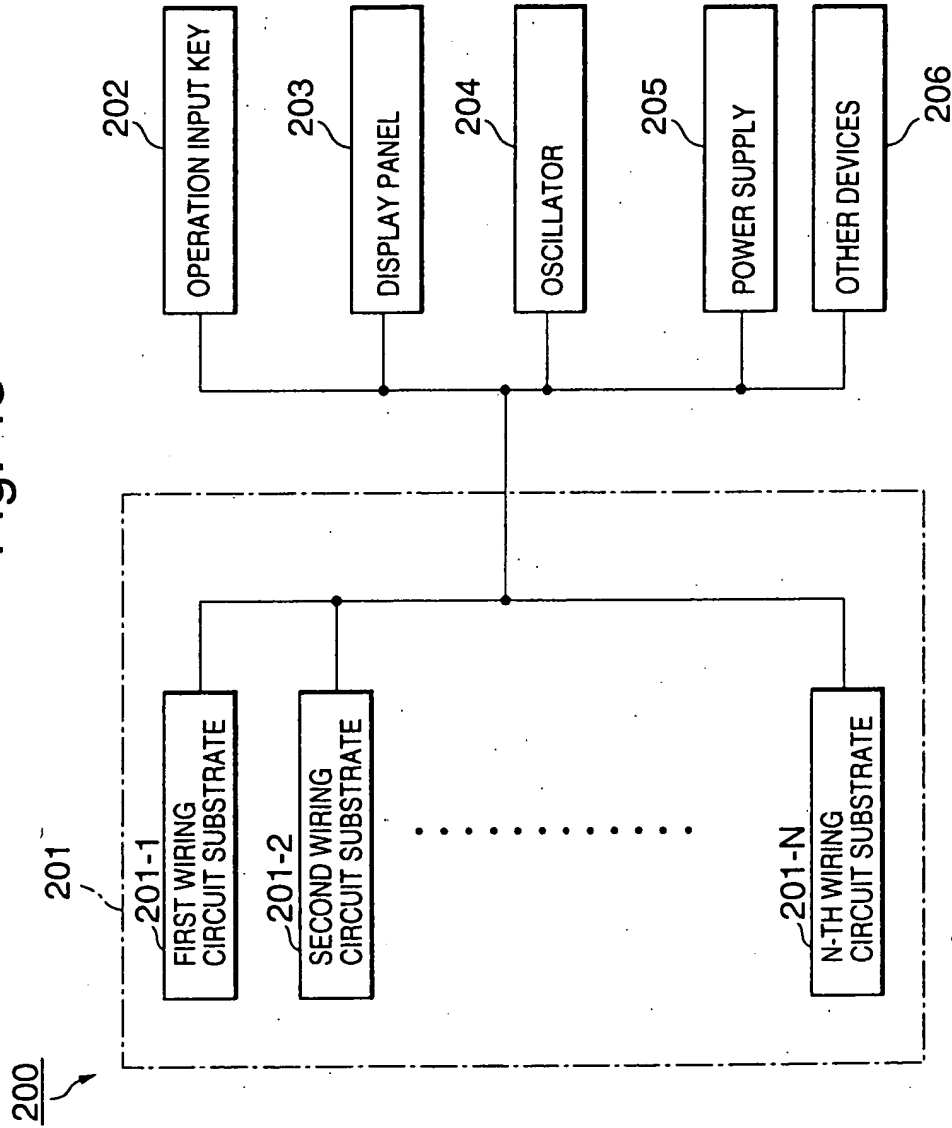 Fig.
200
201
201-1
FIRST WIRING
CIRCUIT SUBSTRATE
201-2
SECOND WIRING
CIRCUIT SUBSTRATE
201-N
N-TH WIRING
CIRCUIT SUBSTRATE
202
OPERATION INPUT KEY
203
DISPLAY PANEL
204
OSCILLATOR
205
POWER SUPPLY
OTHER DEVICES
206